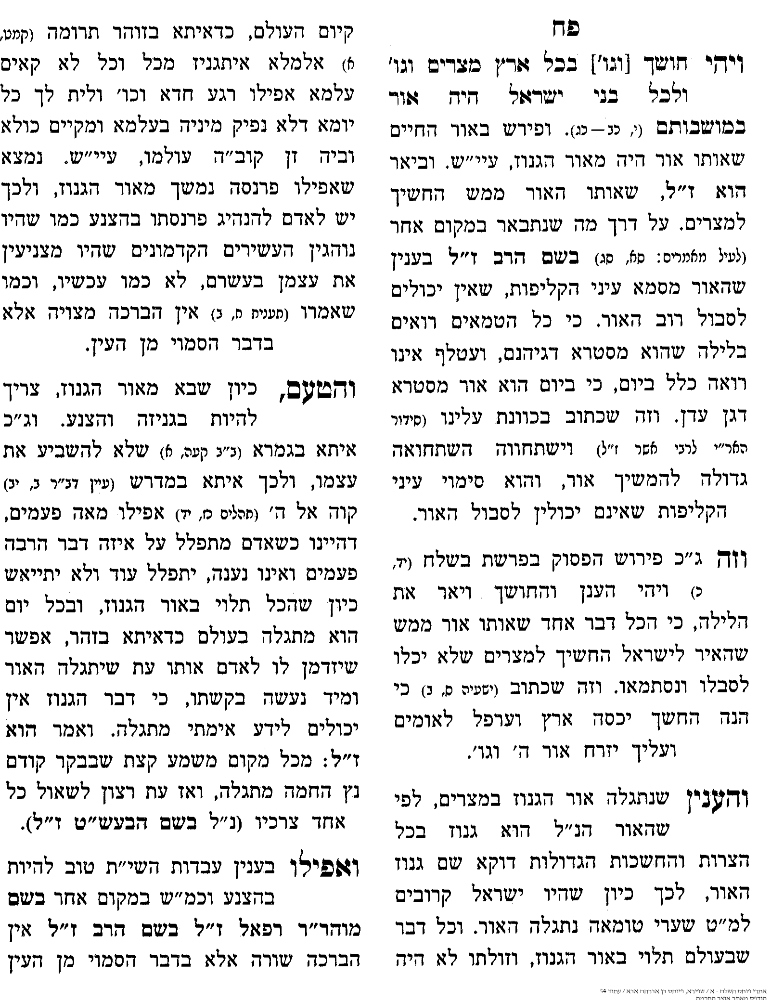 פח
ויהי חושך [וגו׳] בכל ארץ מצרים וגו׳
ולכל בני ישראל היה אור
במושבותם (י, כב—כג). ופירש באור החיים
שאותו אור היה מאור הגנוז, עיי״ש. וביאר
הוא ז״ל, שאותו האור ממש החשיך
למצרים. על דרך מה שנתבאר במקום אחר
(לעיל מאמרים: סא, סג) בשם הרב ז״ל בענין
שהאור מסמא עיני הקליפות, שאין יכולים
לסבול רוב האור. כי כל הטמאים רואים
בלילה שהוא מסטרא דגיהנם, ועטלף אינו
רואה כלל ביום, כי ביום הוא אור מסטרא
דגן עדן. וזה שכתוב בכוונת עלינו (סידור
האר״י לרבי אשר ז״ל) וישתחווה השתחואה
גדולה להמשיך אור, והוא סימוי עיני
הקליפות שאינם יכולין לסבול האור.
וזה ג״כ פירוש הפסוק בפרשת בשלח (יד,
כ) ויהי הענן והחושך ויאר את
הלילה, כי הכל דבר אחד שאותו אור ממש
שהאיר לישראל החשיך למצרים שלא יכלו
לסבלו ונסתמאו. וזה שכתוב (ישעיה ס, ב) כי
הנה החשך יכסה ארץ וערפל לאומים
ועליך יזרח אור ה׳ וגו׳.
והענין שנתגלה אור הגנוז במצרים, לפי
שהאור הנ״ל הוא גנוז בכל
הצרות והחשכות הגדולות דוקא שם גנוז
האור, לכך כיון שהיו ישראל קרובים
למ״ט שערי טומאה נתגלה האור. וכל דבר
שבעולם תלוי באור הגנוז, וזולתו לא היה
קיום העולם, כדאיתא בזוהר תרומה (קמט,
א) אלמלא איתגניז מכל וכל לא קאים
עלמא אפילו רגע חדא וכו׳ ולית לך כל
יומא דלא נפיק מיניה בעלמא ומקיים כולא
וביה זן קוב״ה עולמו, עיי״ש. נמצא
שאפילו פרנסה נמשך מאור הגנוז, ולכך
יש לאדם להנהיג פרנסתו בהצנע כמו שהיו
נוהגין העשירים הקדמונים שהיו מצניעין
את עצמן בעשרם, לא כמו עכשיו, וכמו
שאמרו (תענית ח, ב) אין הברכה מצויה אלא
בדבר הסמוי מן העין.
והטעם, כיון שבא מאור הגנוז, צריך
להיות בגניזה והצנע. וג״כ
איתא בגמרא (ב״ב קעה, א) שלא להשביע את
עצמו, ולכך איתא במדרש (עיין דב״ר ב, יב)
קוה אל ה׳ (תהלים כז, יד) אפילו מאה פעמים,
דהיינו כשאדם מתפלל על איזה דבר הרבה
פעמים ואינו נענה, יתפלל עוד ולא יתייאש
כיון שהכל תלוי באור הגנוז, ובכל יום
הוא מתגלה בעולם כדאיתא בזהר, אפשר
שיזדמן לו לאדם אותו עת שיתגלה האור
ומיד נעשה בקשתו, כי דבר הגנוז אין
יכולים לידע אימתי מתגלה. ואמר הוא
ז״ל: מכל מקום משמע קצת שבבקר קודם
נץ החמה מתגלה, ואז עת רצון לשאול כל
אחד צרכיו (נ״ל בשם הבעש״ט ז״ל).
ואפילו בענין עבדות השי״ת טוב להיות
בהצנע וכמ״ש במקום אחר בשם
מוהר״ר רפאל ז״ל בשם הרב ז״ל אין
הברכה שורה אלא בדבר הסמוי מן העין
אמרי פנחס השלם - א / שפירא, פינחס בן אברהם אבא / עמוד 54
הודפס מאתר אוצר החכמה